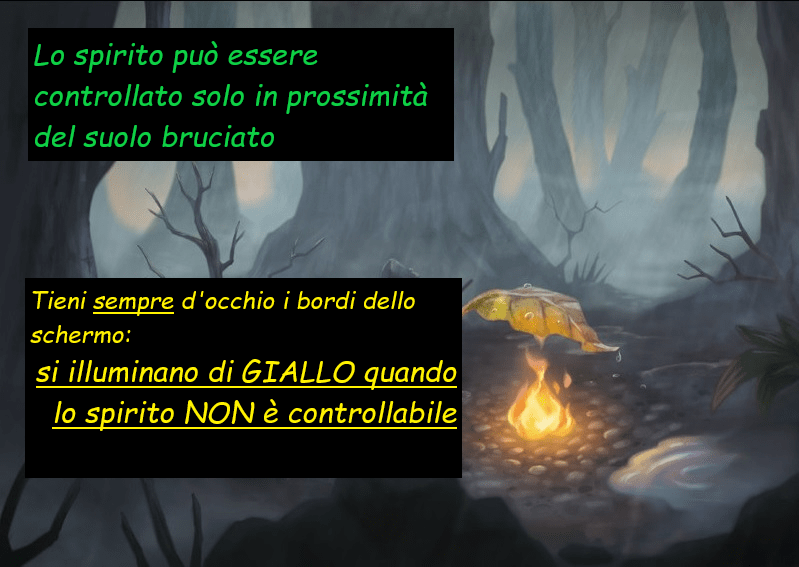 Lo spirito può essere
controllato solo in prossimità
del suolo bruciato
Tieni sempre d'occhio i bordi dello
schermo:
si illuminano di GIALLO quando
lo spirito NON è controllabile